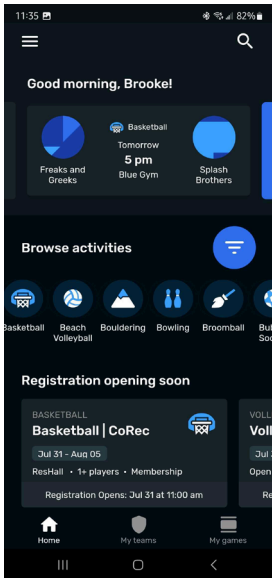 11:35
82%
Good morning, Brooke!
Basketball
Tomorrow
5 pm
Blue Gym
Freaks and
Greeks
Splash
Brothers
Browse activities
Basketball
Beach
Volleyball
Bouldering
Bowling
Broomball
Bub
Soc
Registration opening soon
BASKETBALL
Basketball | CoRec
Jul 31 - Aug 05
ResHall • 1+ players • Membership
Registration Opens: Jul 31 at 11:00 am
VOLL
Voll
Jul
Open
Re
Home
My teams
My games